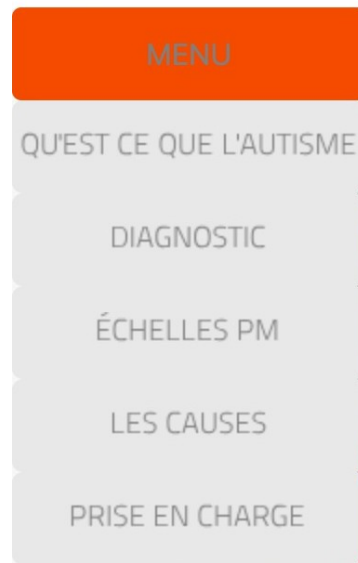 MENU
QU'EST CE QUE L'AUTISME
DIAGNOSTIC
ÉCHELLES PM
LES CAUSES
PRISE EN CHARGE